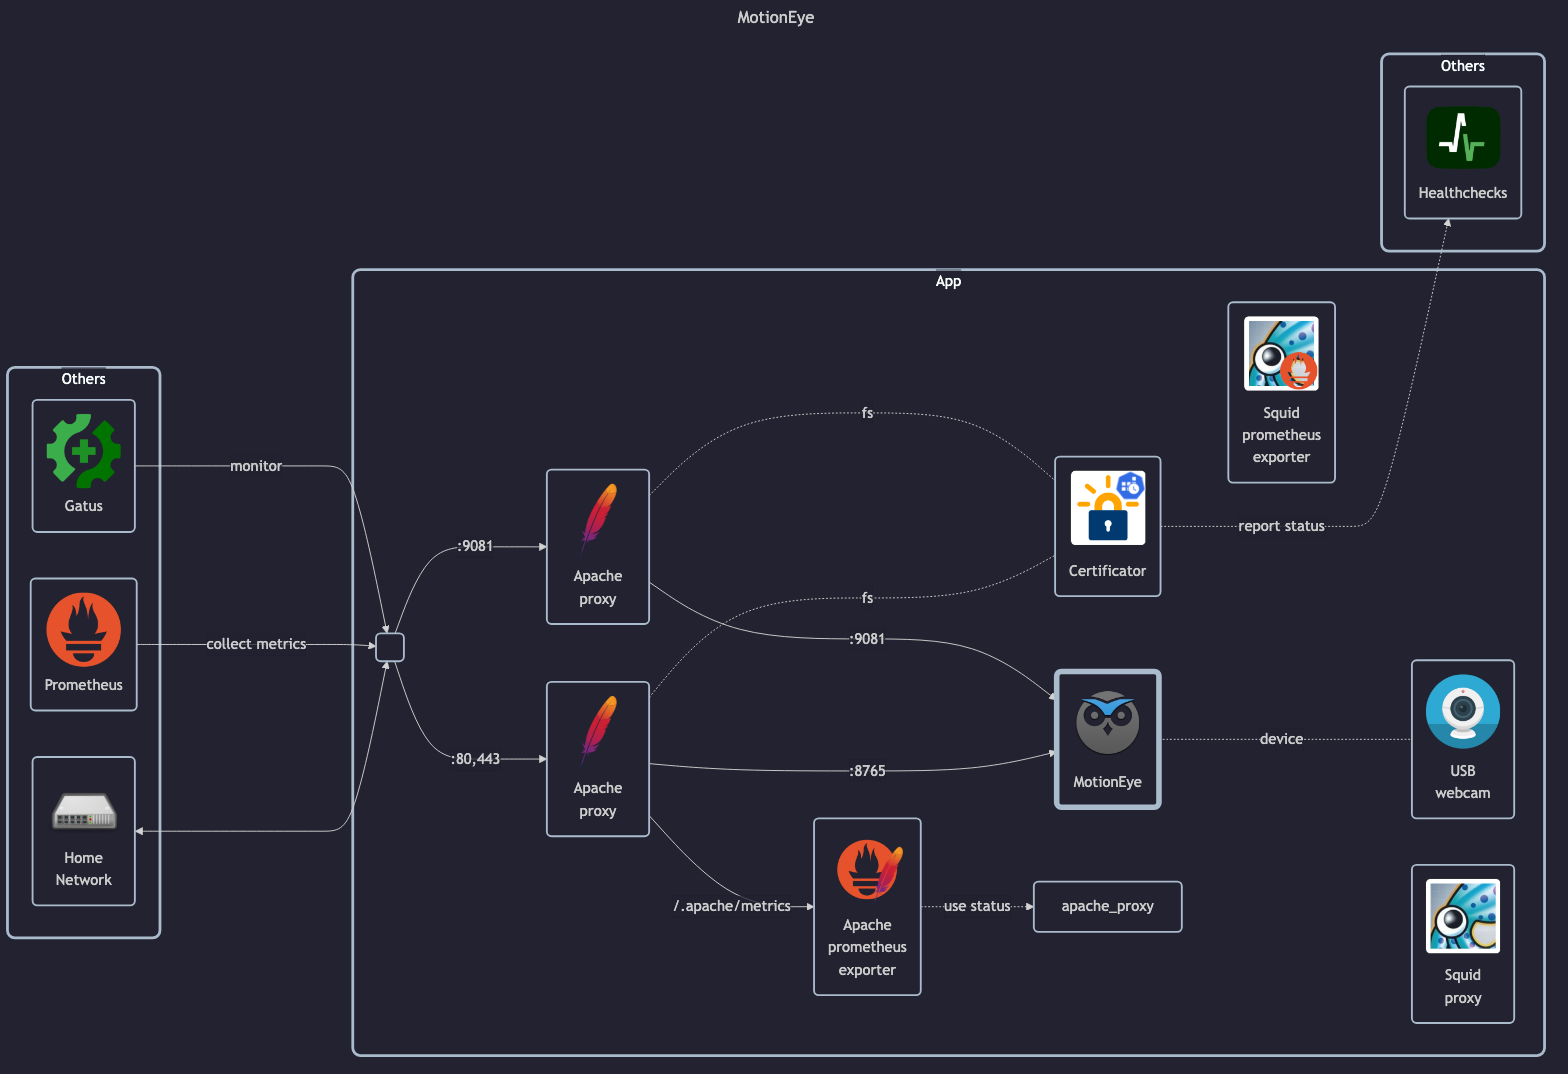 MotionEye
Others
Healthchecks
App
Others
Gatus
monitor
Prometheus
collect metrics
Home
Network
:9081
Apache
proxy
:80,443
Apache
proxy
fs
fs
:9081
:8765
/.apache/metrics
Certificator
report status
Squid
prometheus
exporter
MotionEye
device
USB
webcam
Apache
prometheus
exporter
use status
apache_proxy
Squid
proxy